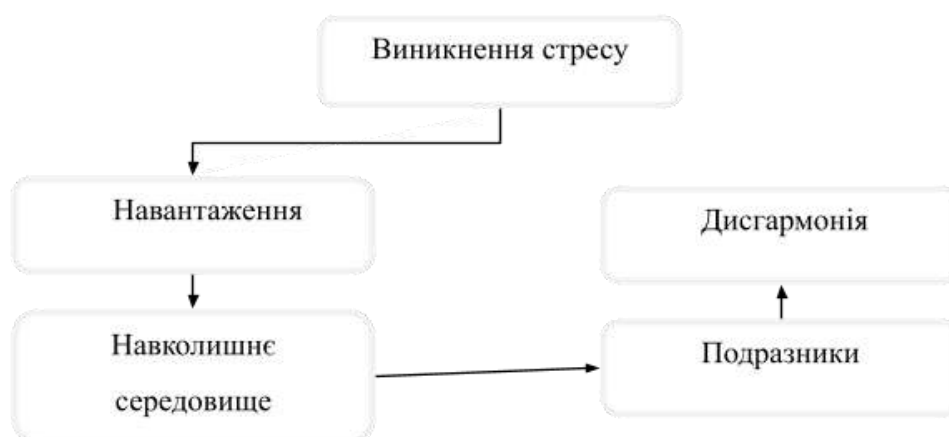 Виникнення стресу
Навантаження
Навколишнє
середовище
Подразники
Дисгармонія